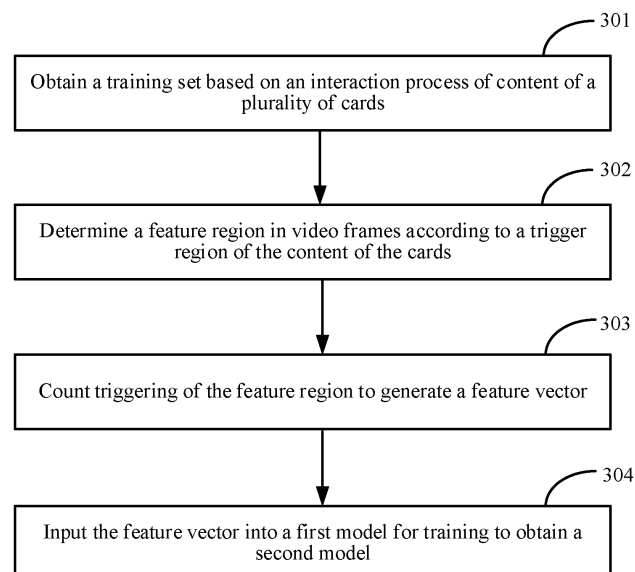 301
Obtain a training set based on an interaction process of content of a
plurality of cards
302
Determine a feature region in video frames according to a trigger
region of the content of the cards
303
Count triggering of the feature region to generate a feature vector
304
Input the feature vector into a first model for training to obtain a
second model